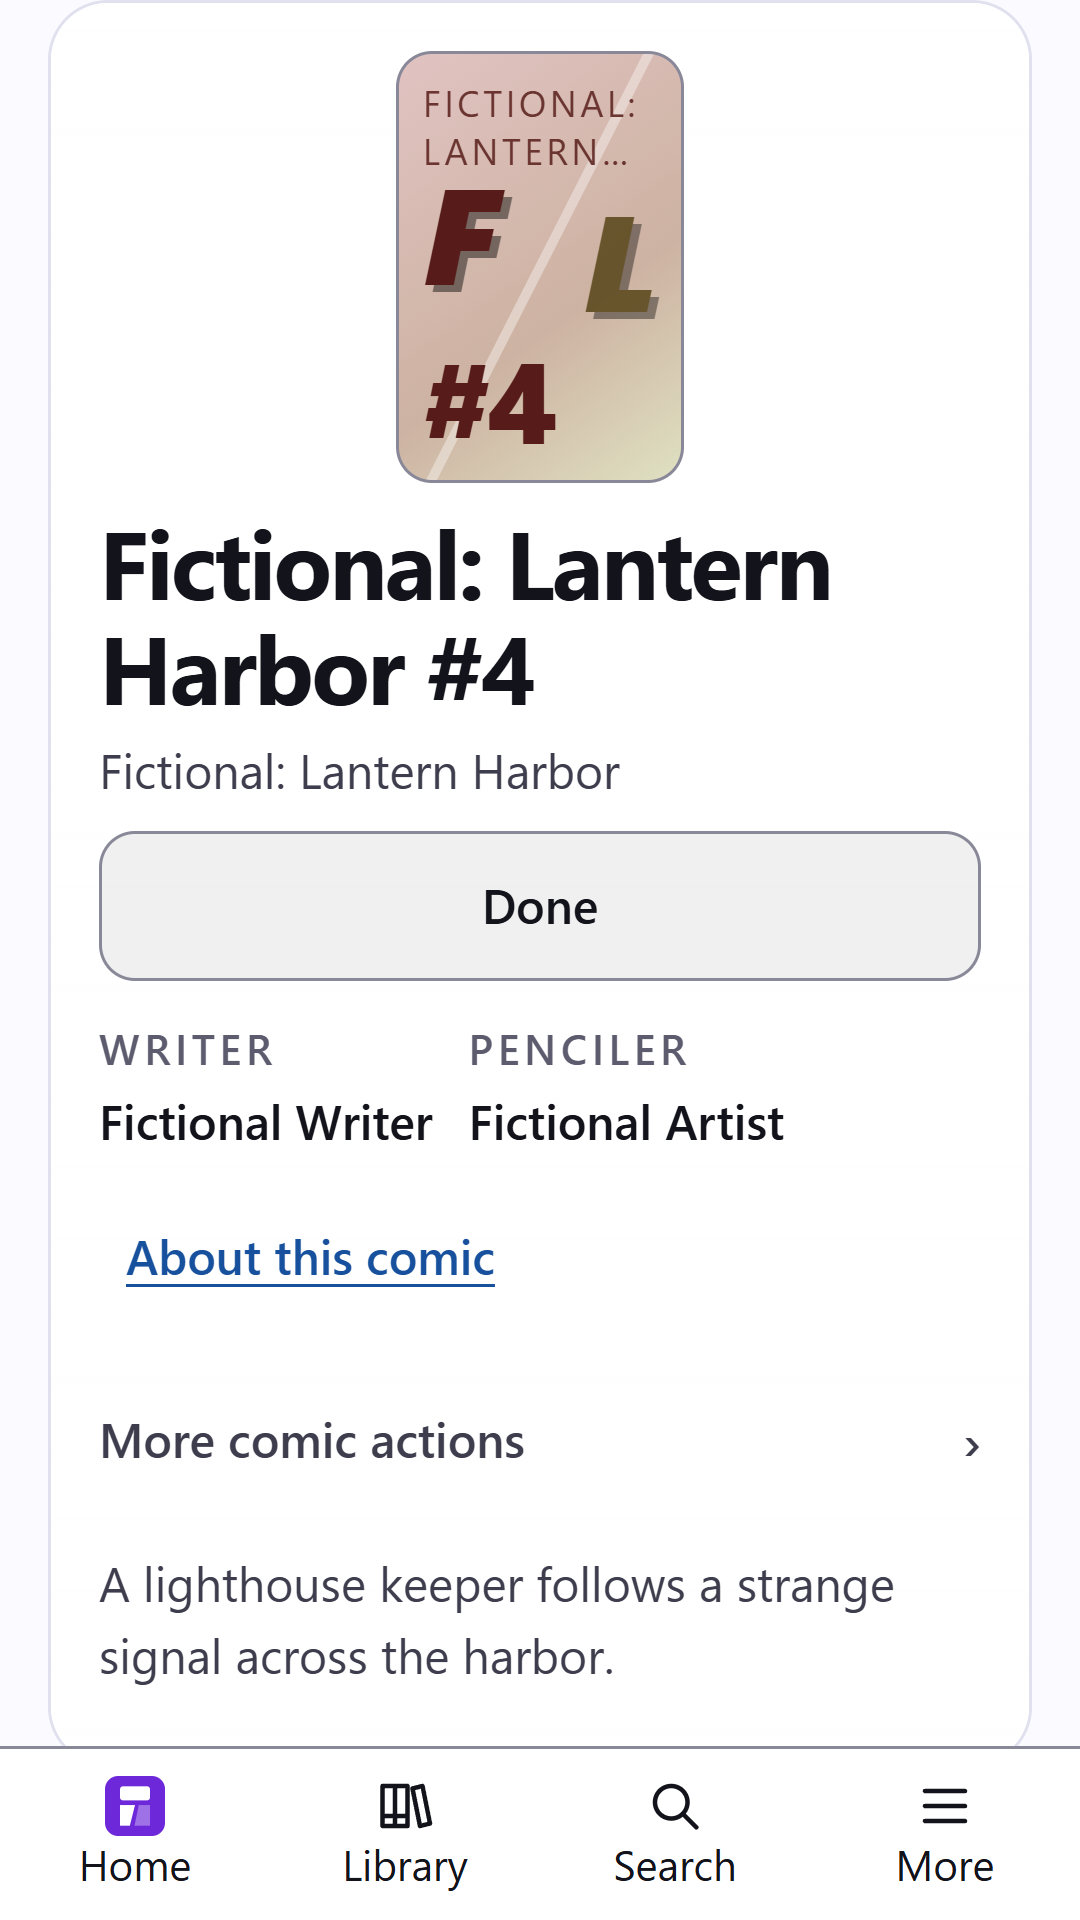 FICTIONAL:
LANTERN...
F L
#4
Fictional: Lantern
Harbor #4
Fictional: Lantern Harbor
Done
WRITER PENCILER
Fictional Writer Fictional Artist
About this comic
More comic actions ›
A lighthouse keeper follows a strange
signal across the harbor.
Home Library Search More